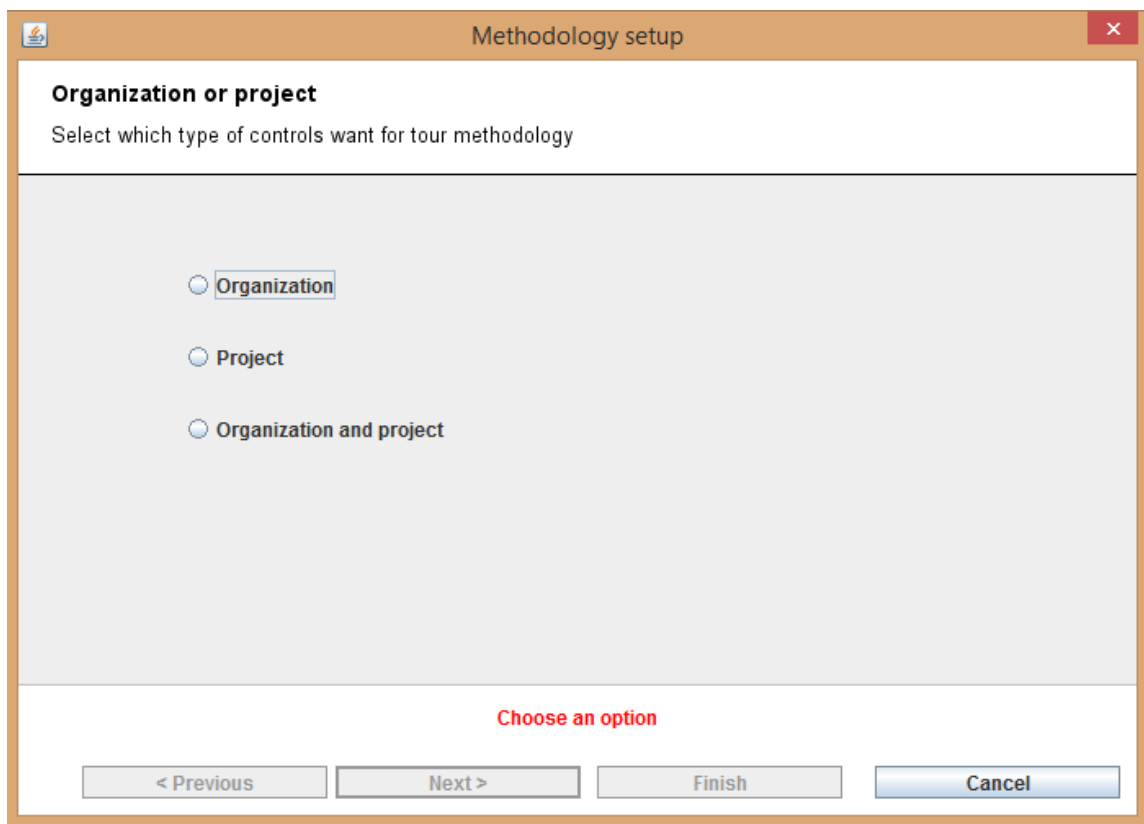 Methodology setup
Organization or project
Select which type of controls want for tour methodology
Organization
Project
Organization and project
Choose an option
< Previous Next > Finish Cancel